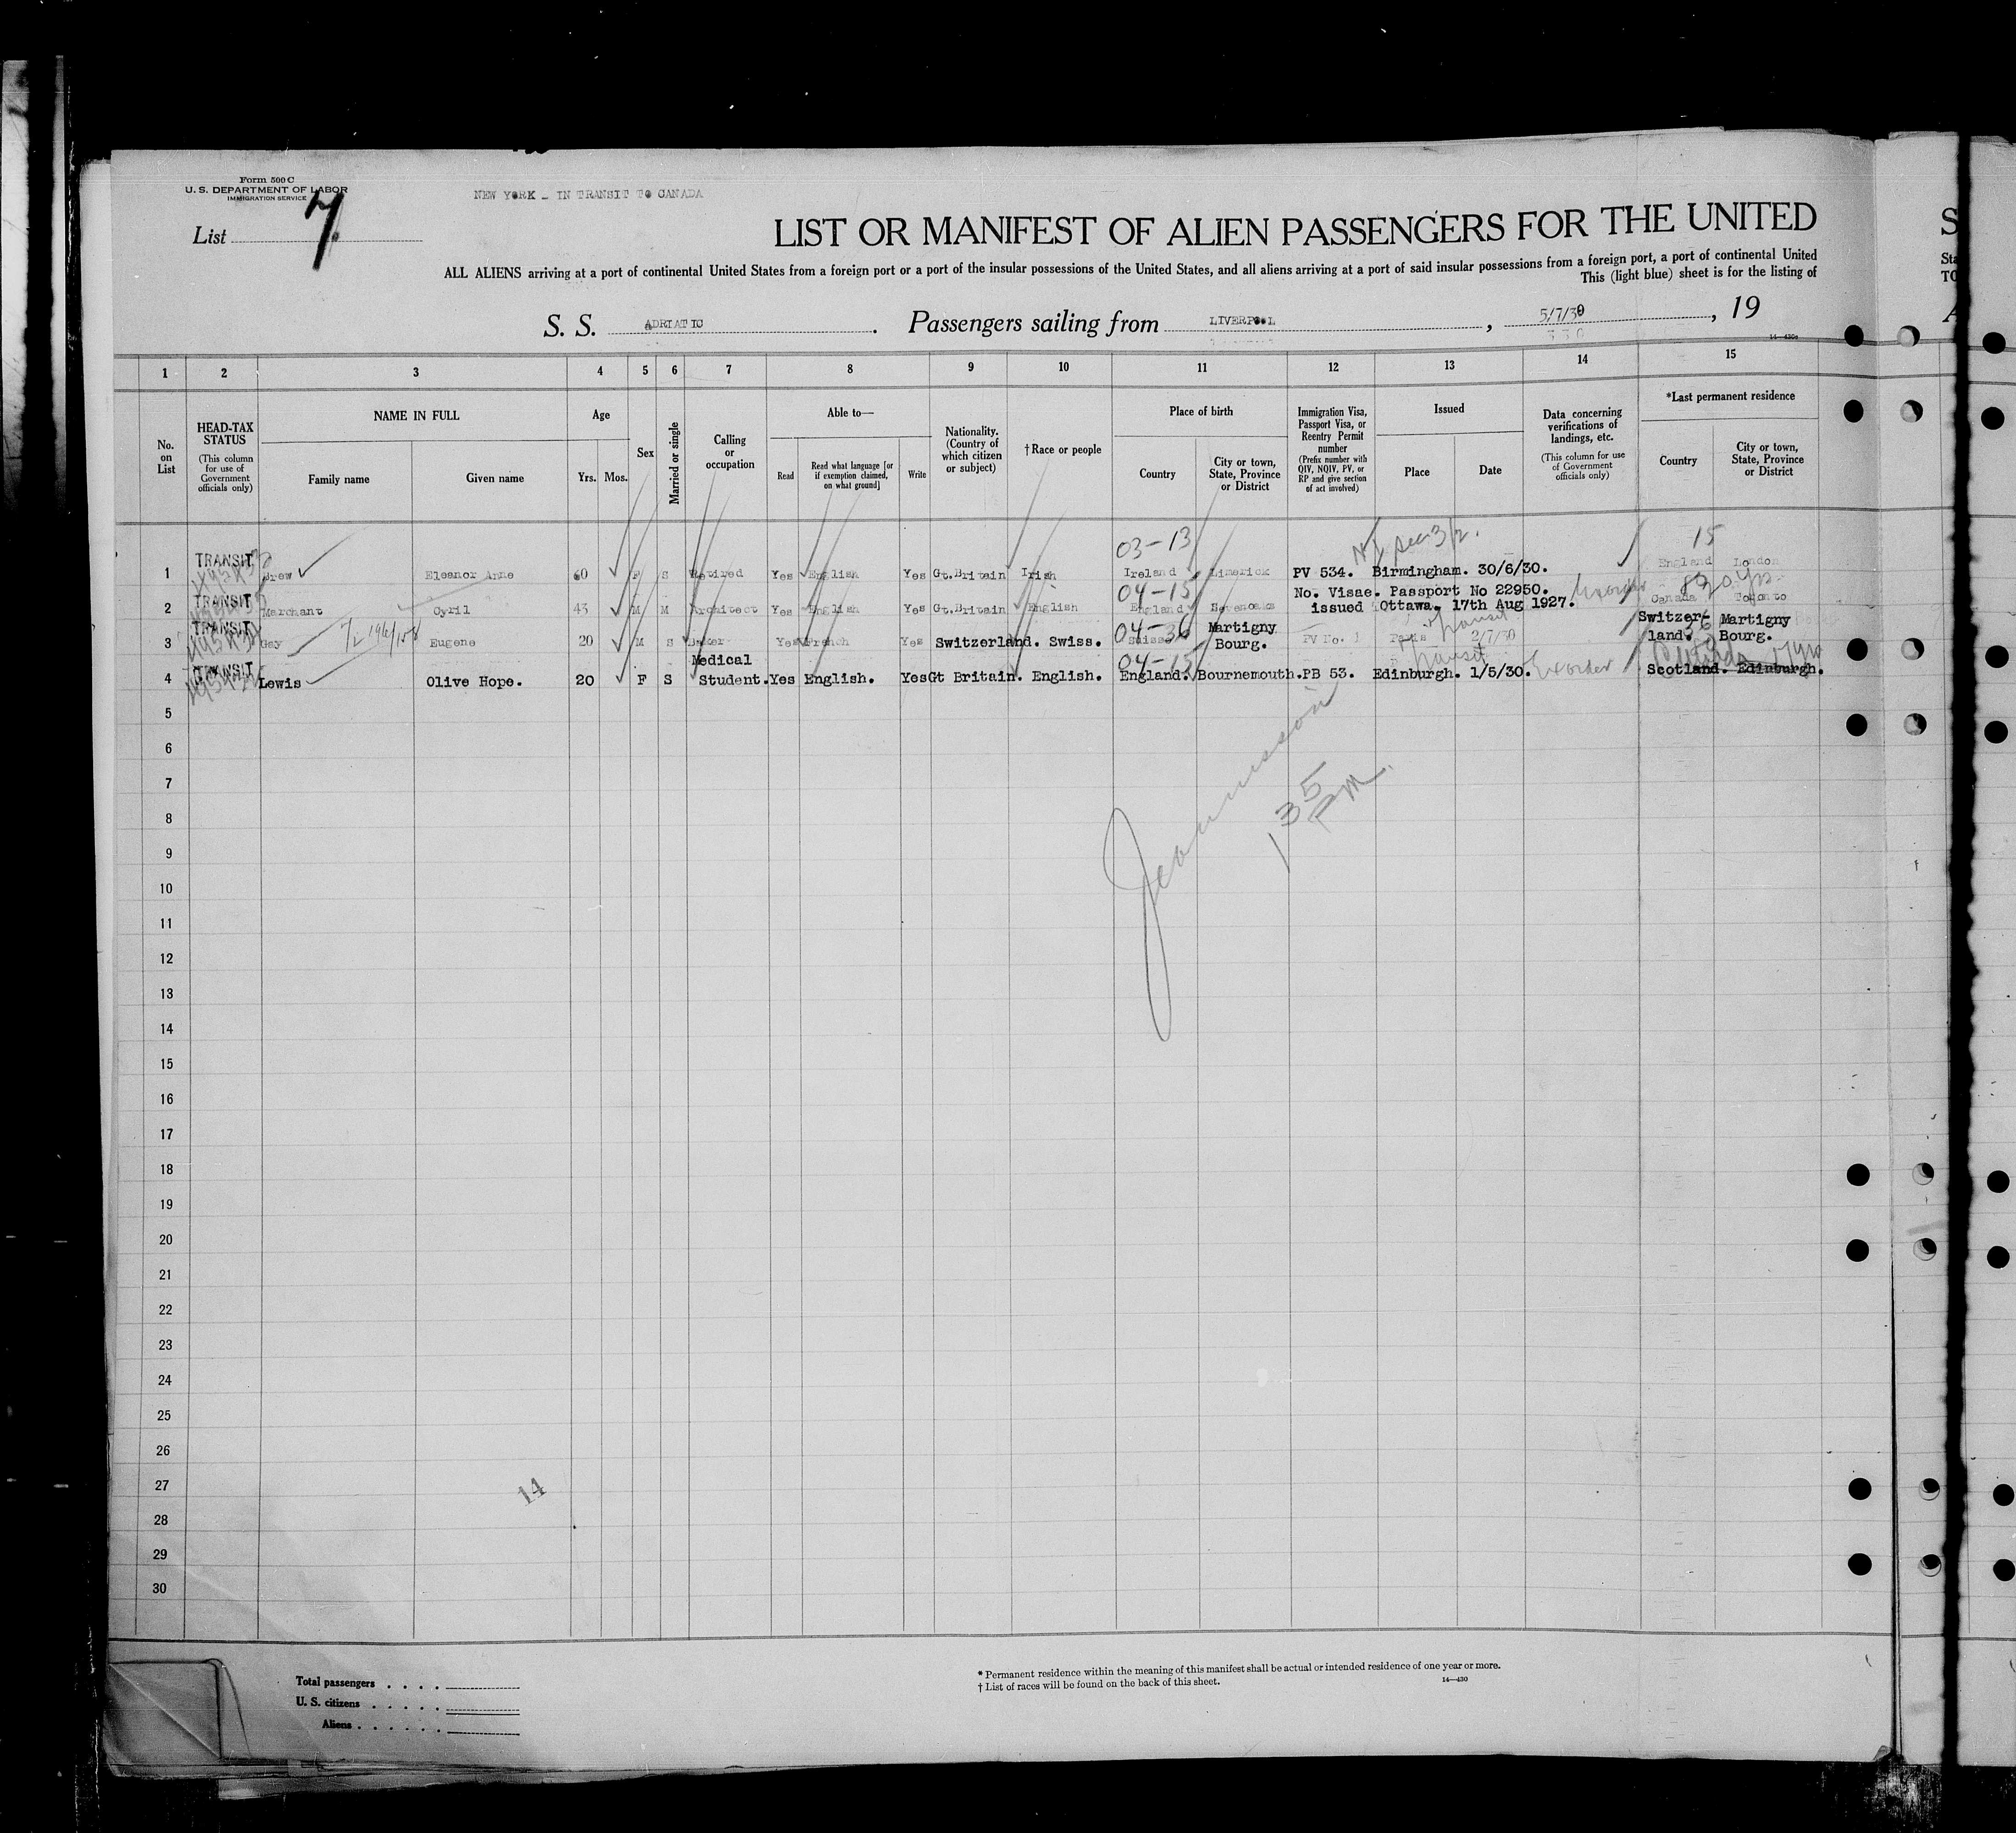 Form 500 C
U. S. DEPARTMENT OF LABOR
IMMIGRATION SERVICE
NEW YORK - IN TRANSIT TO CANADA
List 7.
LIST OR MANIFEST OF ALIEN PASSENGERS FOR THE UNITED
ALL ALIENS arriving at a port of continental United States from a foreign port or a port of the insular possessions of the United States, and all aliens arriving at a port of said insular possessions from a foreign port, a port of continental United
This (light blue) sheet is for the listing of
S. S. ADRIATIC. Passengers sailing from LIVERPOOL, 5/7/30, 19
14-430a
1 2 3 4 5 6 7 8 9 10 11 12 13 14 15
No. on List
HEAD-TAX STATUS (This column for use of Government officials only)
NAME IN FULL
Family name Given name
Age
Yrs. Mos.
Sex
Married or single
Calling or occupation
Able to—
Read Read what language [or if exemption claimed, on what ground] Write
Nationality. (Country of which citizen or subject)
†Race or people
Place of birth
Country City or town, State, Province or District
Immigration Visa, Passport Visa, or Reentry Permit number (Prefix number with QIV, NQIV, PV, or RP and give section of act involved)
Issued
Place Date
Data concerning verifications of landings, etc. (This column for use of Government officials only)
*Last permanent residence
Country City or town, State, Province or District
03-13 15
1 TRANSIT Drew Eleanor Anne 60 F S Retired Yes English Yes Gt.Britain Irish Ireland Limerick PV 534. Birmingham. 30/6/30. England London
04-15 No. Visae. Passport No 22950.
2 TRANSIT Marchant Cyril 43 M M Architect Yes English Yes Gt.Britain English England Sevenoaks issued Ottawa. 17th Aug 1927. Canada Toronto
04-36 Martigny transit Switzer- Martigny
3 TRANSIT Gay Eugene 20 M S Baker Yes French Yes Switzerland. Swiss. Suisse Bourg. PV No. Paris 2/7/30 land. Bourg.
Medical 04-15 transit
4 TRANSIT Lewis Olive Hope. 20 F S Student. Yes English. Yes Gt Britain. English. England. Bournemouth. PB 53. Edinburgh. 1/5/30. Scotland. Edinburgh.
5
6
7
8
9
10
11
12
13
14
15
16
17
18
19
20
21
22
23
24
25
26
27
28
29
30
1 35 pm.
14
Total passengers . . . .
U. S. citizens . . . . .
Aliens . . . . . .
* Permanent residence within the meaning of this manifest shall be actual or intended residence of one year or more.
† List of races will be found on the back of this sheet.
14—430